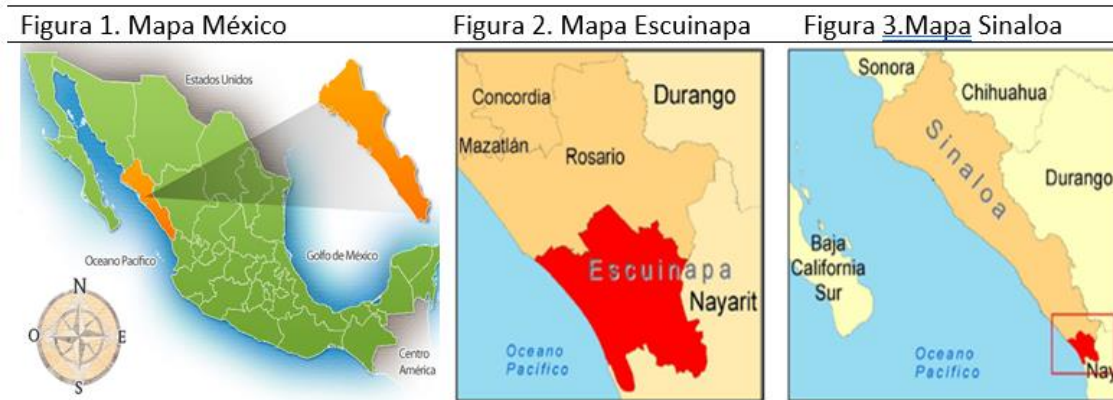 Figura 1. Mapa México
Figura 2. Mapa Escuinapa
Figura 3.Mapa Sinaloa
Estados Unidos
Golfo de México
Oceano Pacífico
N
O
E
S
Centro
América
Concordia
Durango
Mazatlán
Rosario
Escuinapa
Nayarit
Oceano
Pacífico
Sonora
Chihuahua
Sinaloa
Durango
Baja
California
Sur
Oceano
Pacífico
Nay